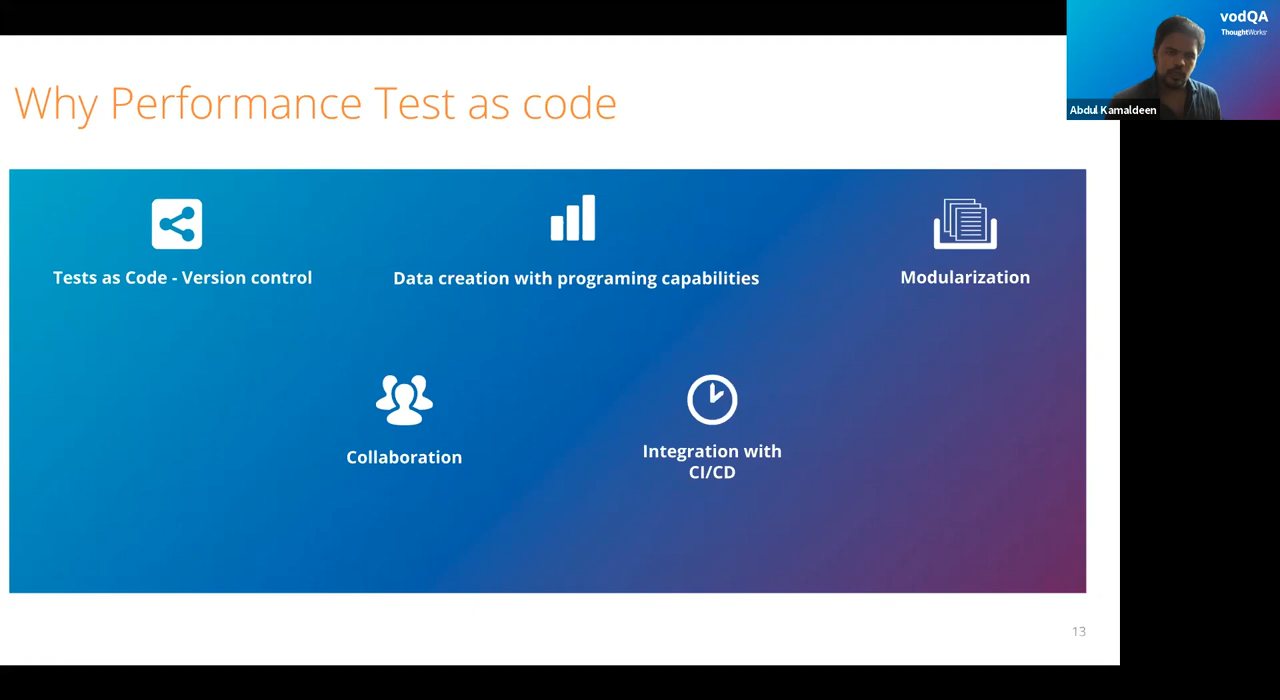 vodQA
ThoughtWorks
Abdul Kamaldeen
Why Performance Test as code
Tests as Code - Version control
Data creation with programing capabilities
Modularization
Collaboration
Integration with
CI/CD
13